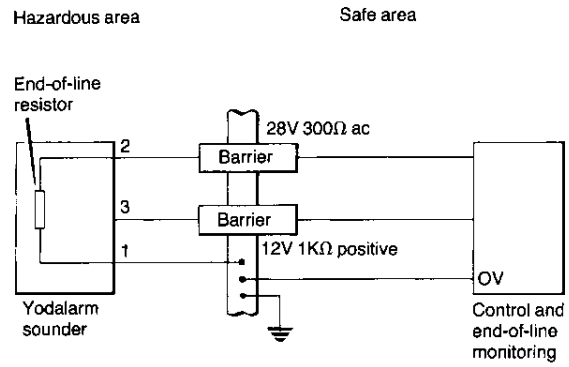 Hazardous area
Safe area
End-of-line
resistor
28V 300Ω ac
2
Barrier
3
Barrier
12V 1KΩ positive
1
OV
Yodalarm
sounder
Control and
end-of-line
monitoring